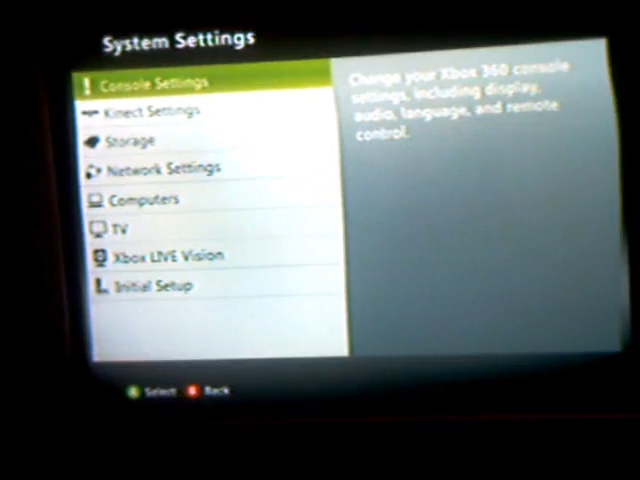 System Settings
Console Settings
Kinect Settings
Storage
Network Settings
Computers
TV
Xbox LIVE Vision
Initial Setup
Change your Xbox 360 console
settings, including display,
audio, language, and remote
control.
A Select B Back